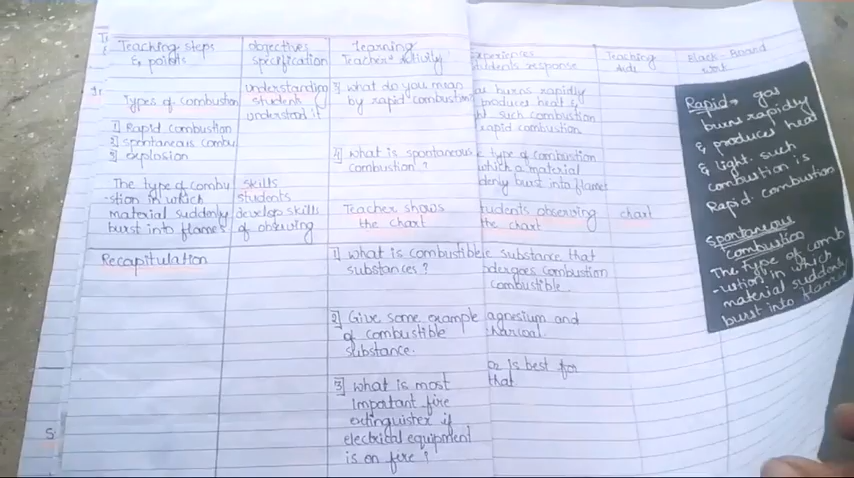 Teaching steps
& points
objectives
specification
learning
Teacher's Activity
Experiences
students response
Teaching
Aids
Black-Board
work
Types of combustion
1] Rapid combustion
2] spontaneous combu
3] explosion
The type of combu
-stion in which
material suddenly
burst into flames
understanding
students
understand it
skills
students
develop skills
of observing
3] what do you mean
by rapid combustion?
4] what is spontaneous
combustion?
Teacher shows
the chart
burns rapidly
produces heat &
such combustion
rapid combustion
type of combustion
which a material
denly burst into flames
tudents observing
the chart
chart
Recapitulation
1] what is combustible
substances?
2] Give some example
of combustible
substance.
3] what is most
important fire
extinguisher if
electrical equipment
is on fire?
substance that
dergoes combustion
combustible.
agnesium and
harcoal.
is best for
that
Rapid → gas
burns rapidly
& produces heat
& light. such
combustion is
Rapid. combustion
spontaneous
combustion
The type of comb
-ustion in which
material suddenly
burst into flames
5